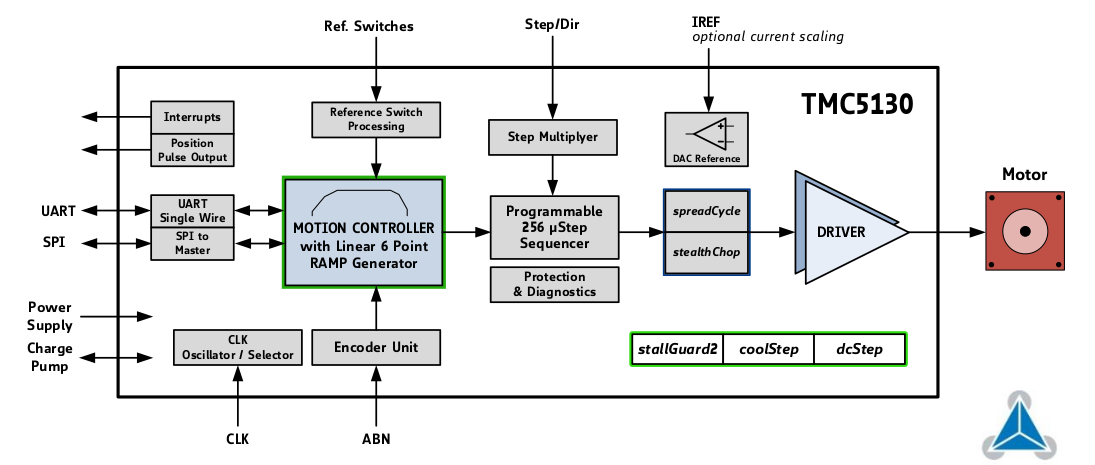 Ref. Switches
Step/Dir
IREF
optional current scaling
TMC5130
Interrupts
Position
Pulse Output
Reference Switch
Processing
Step Multiplyer
+
−
DAC Reference
UART
SPI
UART
Single Wire
SPI to
Master
MOTION CONTROLLER
with Linear 6 Point
RAMP Generator
Programmable
256 µStep
Sequencer
Protection
& Diagnostics
spreadCycle
stealthChop
DRIVER
Motor
Power
Supply
Charge
Pump
CLK
Oscillator / Selector
Encoder Unit
stallGuard2
coolStep
dcStep
CLK
ABN